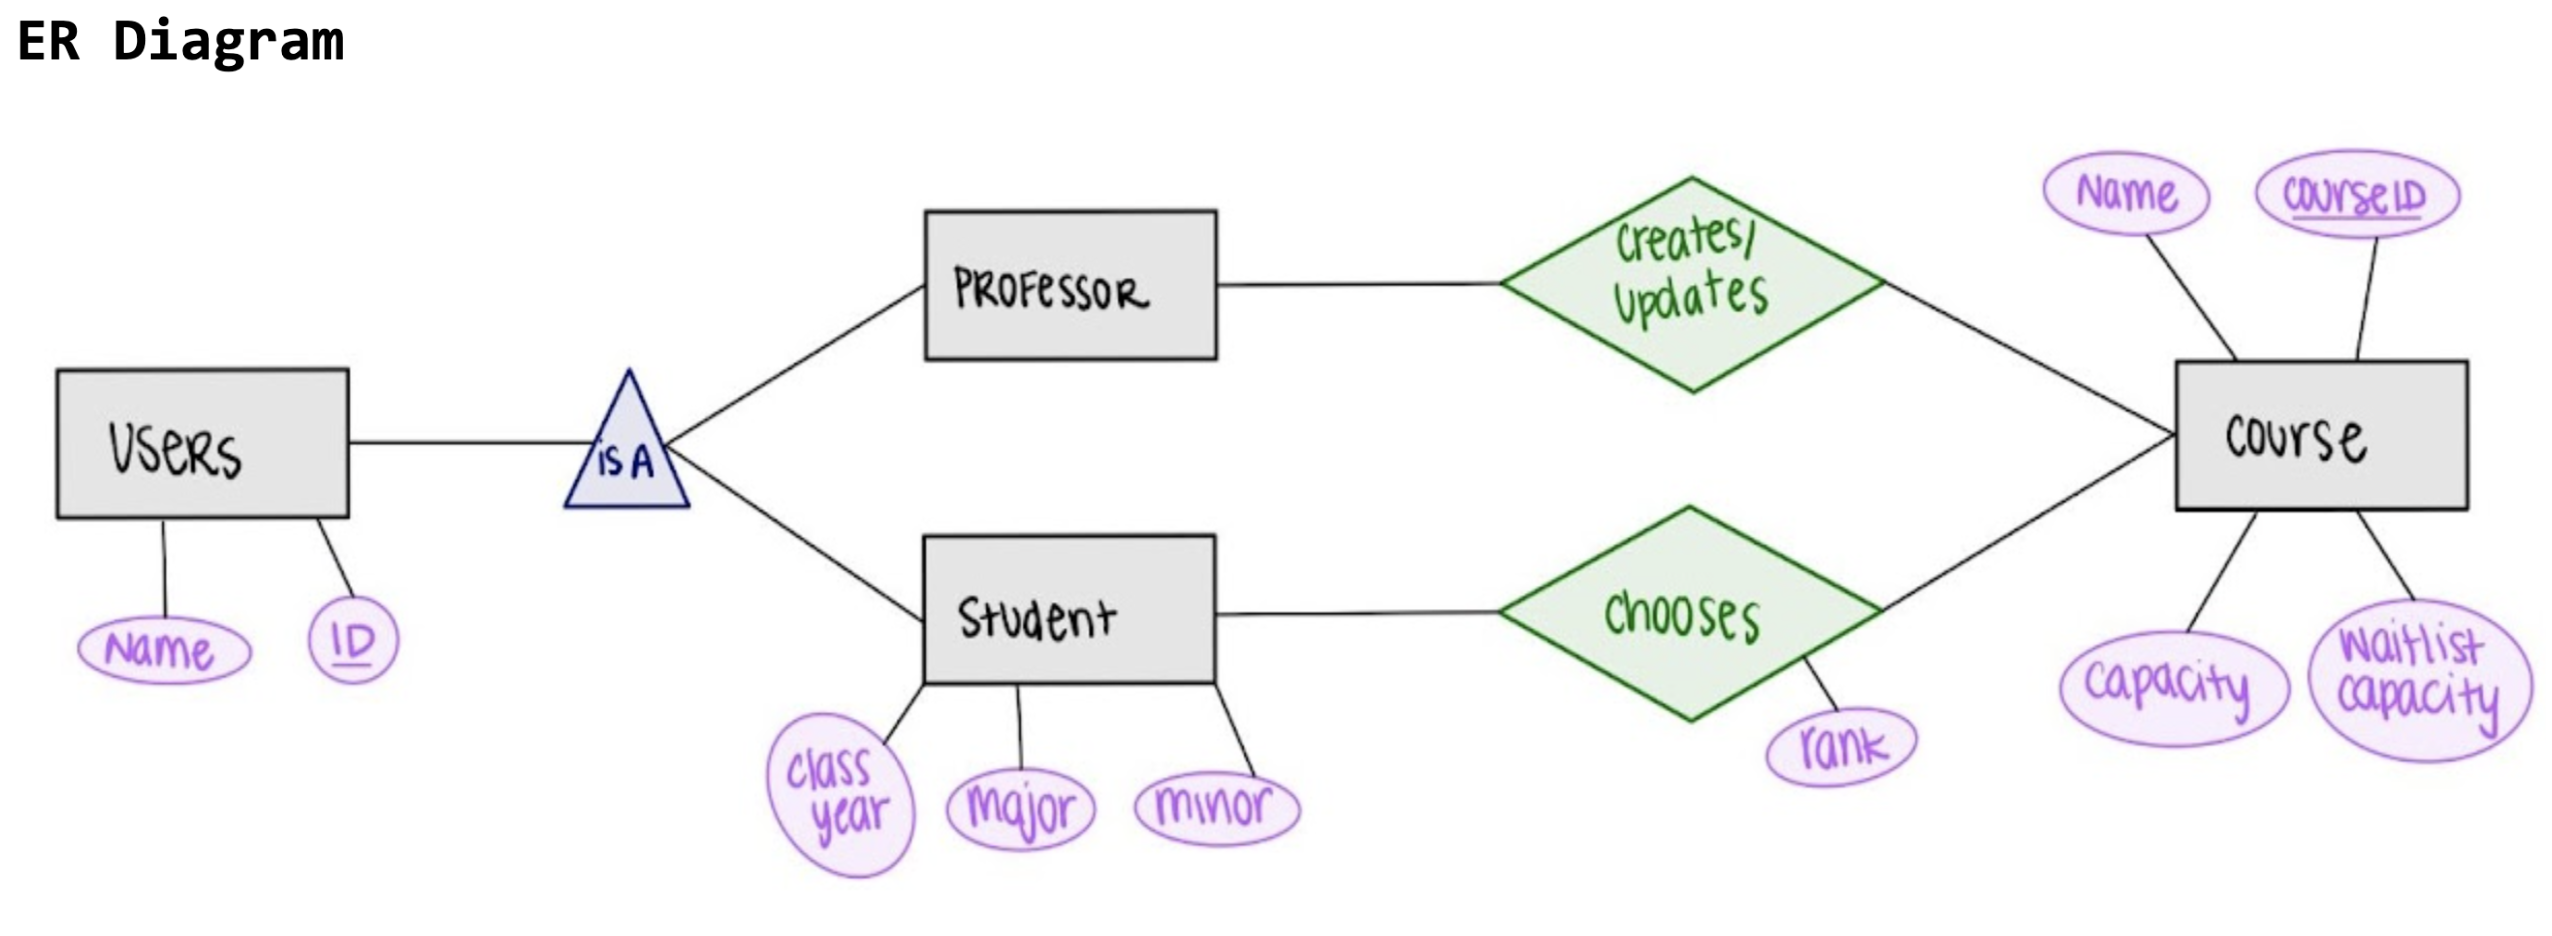 ER Diagram
Name
courseID
creates/
updates
PROFESSOR
USERS
is A
course
Student
chooses
Name
ID
class
year
major
minor
rank
capacity
waitlist
capacity